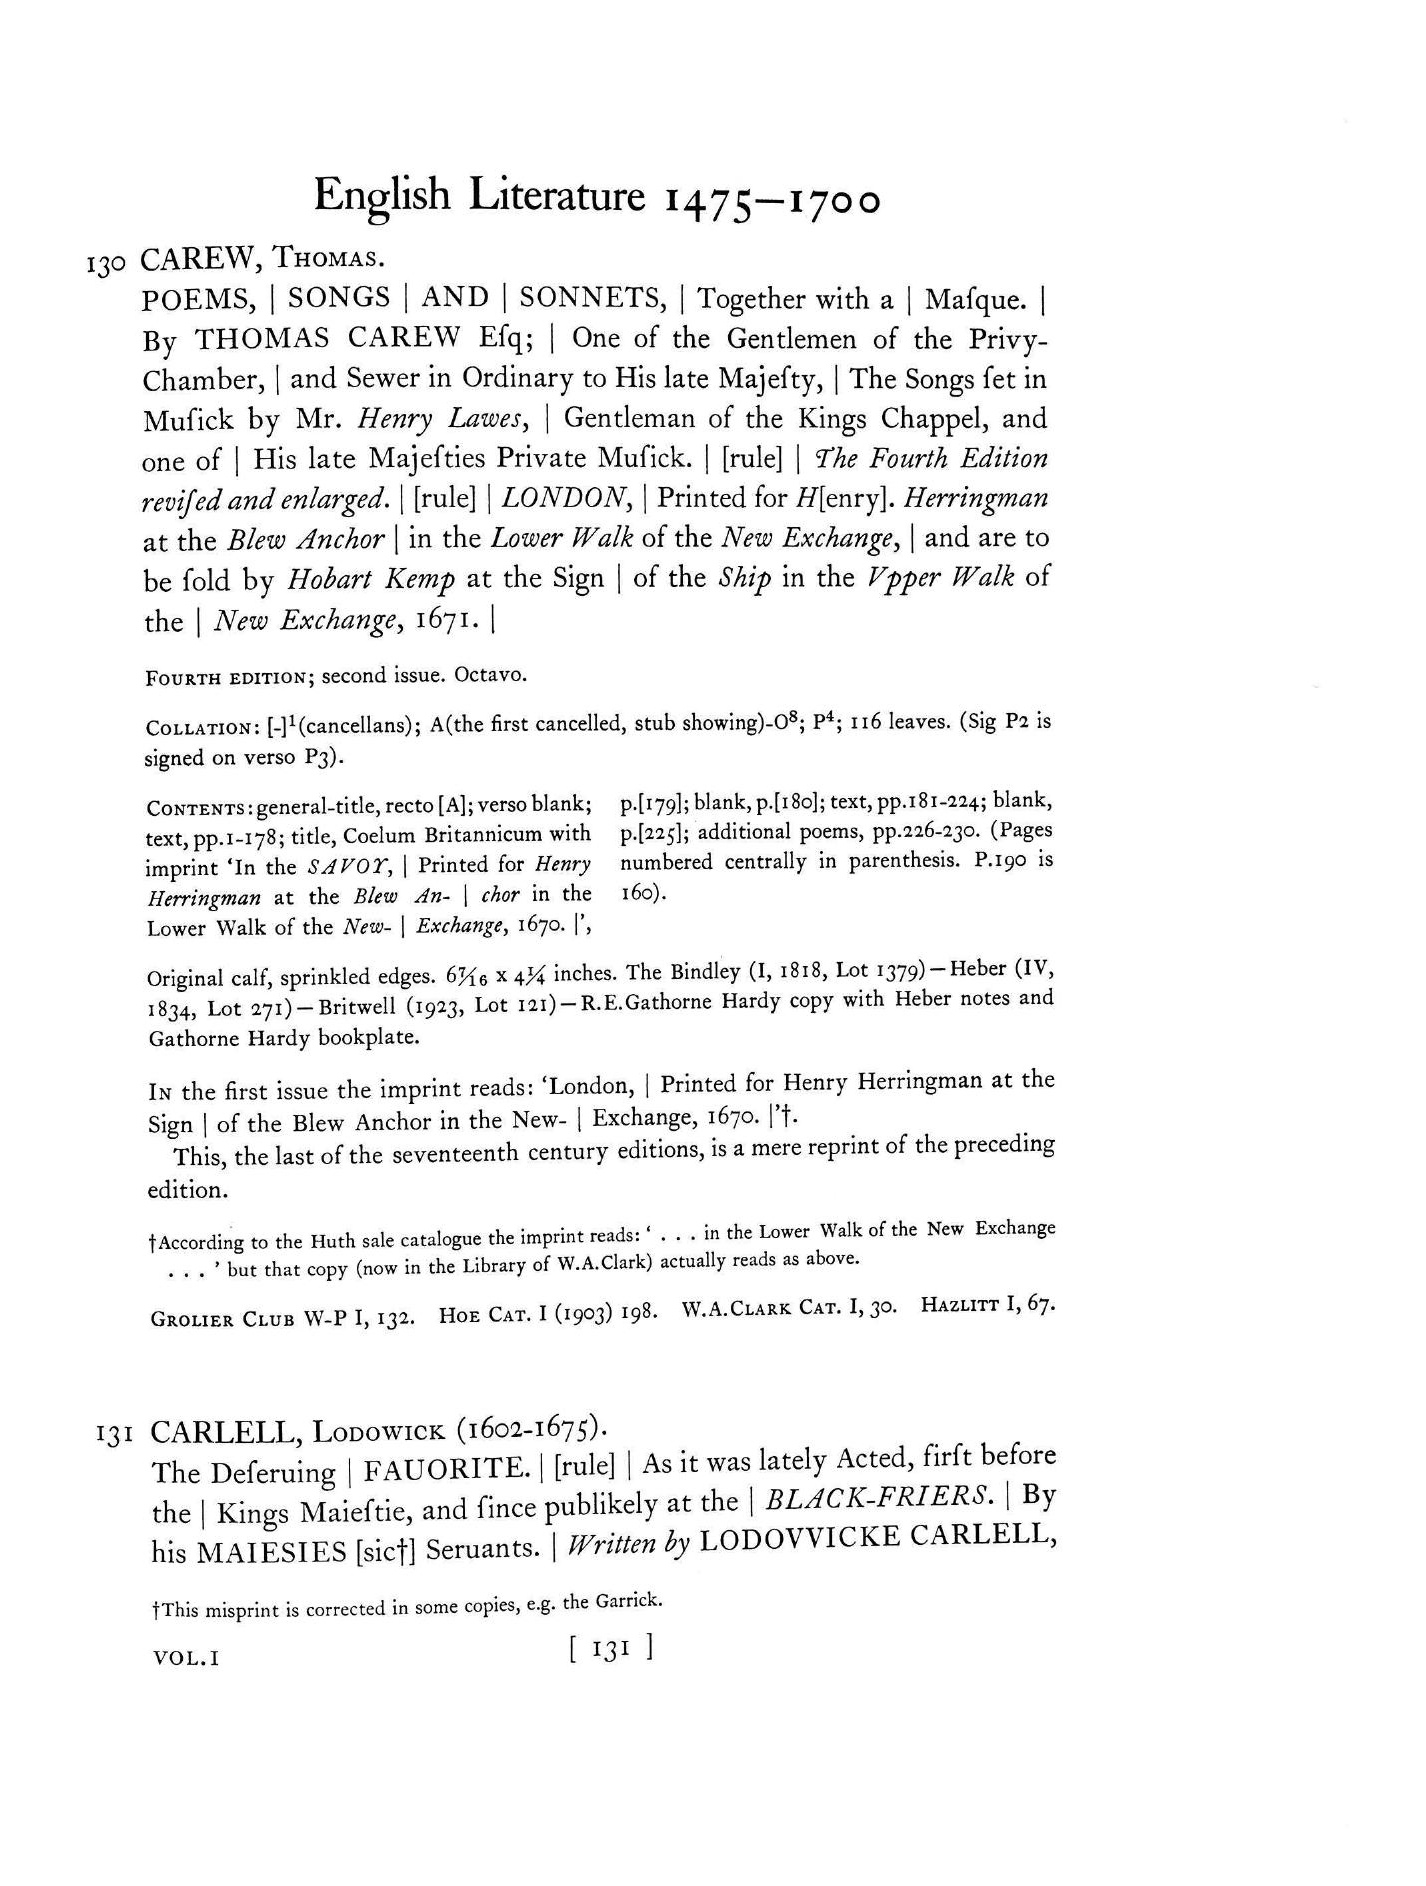 English Literature 1475–1700
130 CAREW, THOMAS.
POEMS, | SONGS | AND | SONNETS, | Together with a | Maſque. |
By THOMAS CAREW Eſq; | One of the Gentlemen of the Privy-
Chamber, | and Sewer in Ordinary to His late Majeſty, | The Songs ſet in
Muſick by Mr. Henry Lawes, | Gentleman of the Kings Chappel, and
one of | His late Majeſties Private Muſick. | [rule] | The Fourth Edition
reviſed and enlarged. | [rule] | LONDON, | Printed for H[enry]. Herringman
at the Blew Anchor | in the Lower Walk of the New Exchange, | and are to
be ſold by Hobart Kemp at the Sign | of the Ship in the Vpper Walk of
the | New Exchange, 1671. |
FOURTH EDITION; second issue. Octavo.
COLLATION: [-]¹(cancellans); A(the first cancelled, stub showing)-O⁸; P⁴; 116 leaves. (Sig P2 is
signed on verso P3).
CONTENTS: general-title, recto [A]; verso blank;
text, pp.1-178; title, Coelum Britannicum with
imprint ‘In the SAVOY, | Printed for Henry
Herringman at the Blew An- | chor in the
Lower Walk of the New- | Exchange, 1670. |’,
p.[179]; blank, p.[180]; text, pp.181-224; blank,
p.[225]; additional poems, pp.226-230. (Pages
numbered centrally in parenthesis. P.190 is
160).
Original calf, sprinkled edges. 6 7/16 x 4 1/4 inches. The Bindley (I, 1818, Lot 1379)—Heber (IV,
1834, Lot 271)—Britwell (1923, Lot 121)—R.E.Gathorne Hardy copy with Heber notes and
Gathorne Hardy bookplate.
IN the first issue the imprint reads: ‘London, | Printed for Henry Herringman at the
Sign | of the Blew Anchor in the New- | Exchange, 1670. |’†.
This, the last of the seventeenth century editions, is a mere reprint of the preceding
edition.
†According to the Huth sale catalogue the imprint reads: ‘ . . . in the Lower Walk of the New Exchange
. . . ’ but that copy (now in the Library of W.A.Clark) actually reads as above.
GROLIER CLUB W-P I, 132. HOE CAT. I (1903) 198. W.A.CLARK CAT. I, 30. HAZLITT I, 67.
131 CARLELL, LODOWICK (1602-1675).
The Deſeruing | FAUORITE. | [rule] | As it was lately Acted, firſt before
the | Kings Maieſtie, and ſince publikely at the | BLACK-FRIERS. | By
his MAIESIES [sic†] Seruants. | Written by LODOVVICKE CARLELL,
†This misprint is corrected in some copies, e.g. the Garrick.
VOL.I [ 131 ]